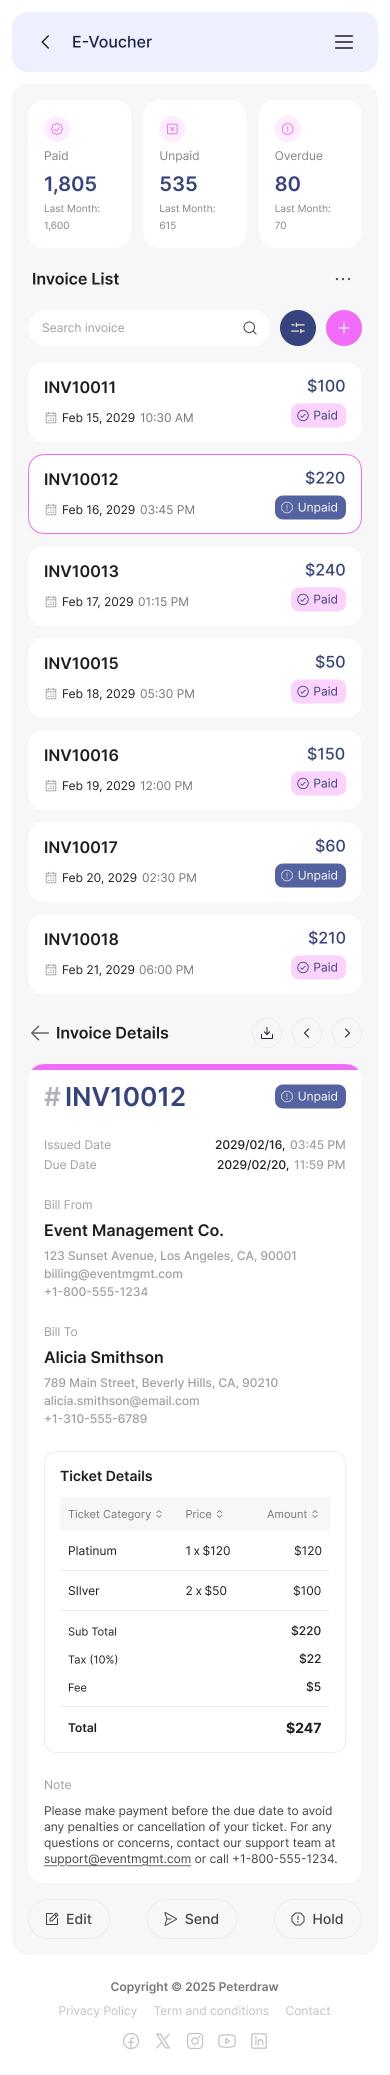 E-Voucher
Paid
1,805
Last Month:
1,600
Unpaid
535
Last Month:
615
Overdue
80
Last Month:
70
Invoice List
Search invoice
INV10011 $100
Feb 15, 2029 10:30 AM Paid
INV10012 $220
Feb 16, 2029 03:45 PM Unpaid
INV10013 $240
Feb 17, 2029 01:15 PM Paid
INV10015 $50
Feb 18, 2029 05:30 PM Paid
INV10016 $150
Feb 19, 2029 12:00 PM Paid
INV10017 $60
Feb 20, 2029 02:30 PM Unpaid
INV10018 $210
Feb 21, 2029 06:00 PM Paid
Invoice Details
# INV10012 Unpaid
Issued Date 2029/02/16, 03:45 PM
Due Date 2029/02/20, 11:59 PM
Bill From
Event Management Co.
123 Sunset Avenue, Los Angeles, CA, 90001
billing@eventmgmt.com
+1-800-555-1234
Bill To
Alicia Smithson
789 Main Street, Beverly Hills, CA, 90210
alicia.smithson@email.com
+1-310-555-6789
Ticket Details
Ticket Category Price Amount
Platinum 1 x $120 $120
SIlver 2 x $50 $100
Sub Total $220
Tax (10%) $22
Fee $5
Total $247
Note
Please make payment before the due date to avoid
any penalties or cancellation of your ticket. For any
questions or concerns, contact our support team at
support@eventmgmt.com or call +1-800-555-1234.
Edit Send Hold
Copyright © 2025 Peterdraw
Privacy Policy Term and conditions Contact